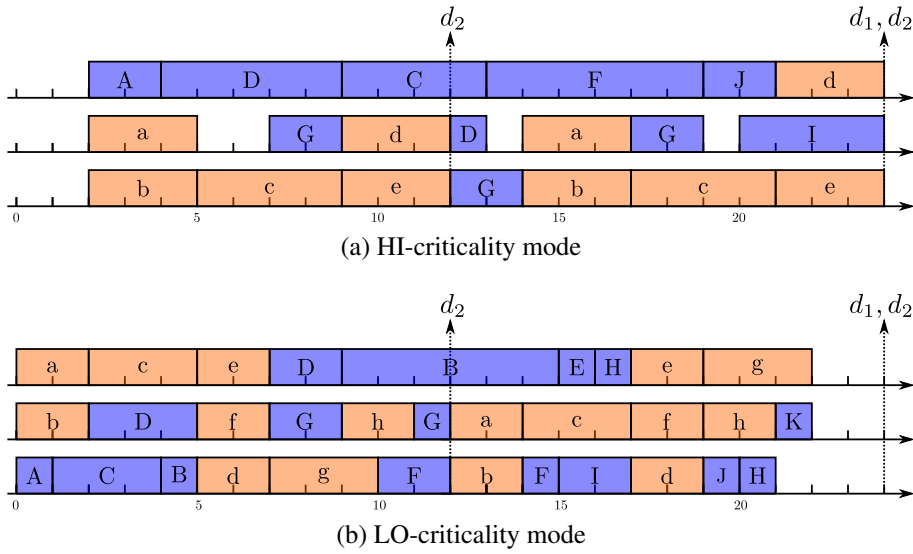 d₂ d₁, d₂
A D C F J d
a G d D a G I
b c e G b c e
0 5 10 15 20
(a) HI-criticality mode
d₂ d₁, d₂
a c e D B E H e g
b D f G h G a c f h K
A C B d g F b F I d J H
0 5 10 15 20
(b) LO-criticality mode